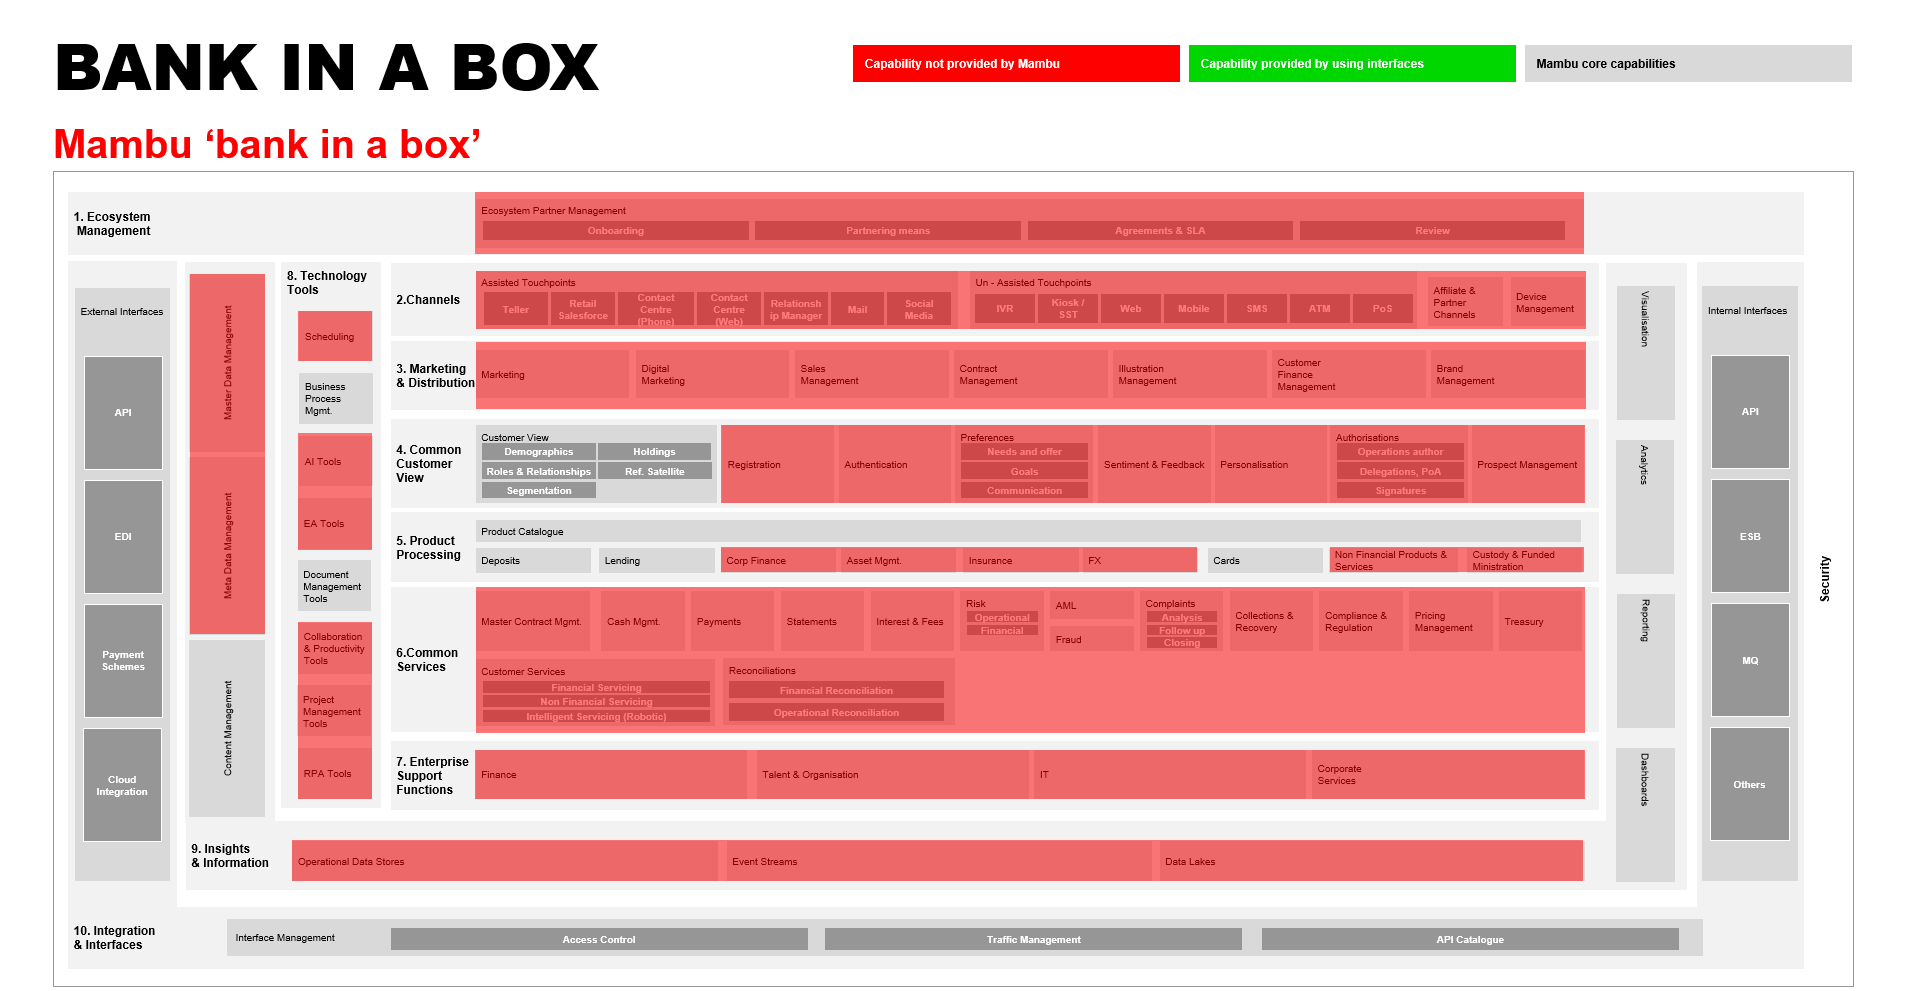 BANK IN A BOX
Capability not provided by Mambu
Capability provided by using interfaces
Mambu core capabilities
Mambu ‘bank in a box’
1. Ecosystem
Management
Ecosystem Partner Management
Onboarding
Partnering means
Agreements & SLA
Review
External Interfaces
API
EDI
Payment
Schemes
Cloud
Integration
Master Data Management
Meta Data Management
Content Management
8. Technology
Tools
Scheduling
Business
Process
Mgmt.
AI Tools
EA Tools
Document
Management
Tools
Collaboration
& Productivity
Tools
Project
Management
Tools
RPA Tools
2.Channels
Assisted Touchpoints
Teller
Retail
Salesforce
Contact
Centre
(Phone)
Contact
Centre
(Web)
Relationsh
ip Manager
Mail
Social
Media
Un - Assisted Touchpoints
IVR
Kiosk /
SST
Web
Mobile
SMS
ATM
PoS
Affiliate &
Partner
Channels
Device
Management
3. Marketing
& Distribution
Marketing
Digital
Marketing
Sales
Management
Contract
Management
Illustration
Management
Customer
Finance
Management
Brand
Management
4. Common
Customer
View
Customer View
Demographics
Holdings
Roles & Relationships
Ref. Satellite
Segmentation
Registration
Authentication
Preferences
Needs and offer
Goals
Communication
Sentiment & Feedback
Personalisation
Authorisations
Operations author
Delegations, PoA
Signatures
Prospect Management
5. Product
Processing
Product Catalogue
Deposits
Lending
Corp Finance
Asset Mgmt.
Insurance
FX
Cards
Non Financial Products &
Services
Custody & Funded
Ministration
6.Common
Services
Master Contract Mgmt.
Cash Mgmt.
Payments
Statements
Interest & Fees
Risk
Operational
Financial
AML
Fraud
Complaints
Analysis
Follow up
Closing
Collections &
Recovery
Compliance &
Regulation
Pricing
Management
Treasury
Customer Services
Financial Servicing
Non Financial Servicing
Intelligent Servicing (Robotic)
Reconciliations
Financial Reconciliation
Operational Reconciliation
7. Enterprise
Support
Functions
Finance
Talent & Organisation
IT
Corporate
Services
Visualisation
Analytics
Reporting
Dashboards
Internal Interfaces
API
ESB
MQ
Others
Security
9. Insights
& Information
Operational Data Stores
Event Streams
Data Lakes
10. Integration
& Interfaces
Interface Management
Access Control
Traffic Management
API Catalogue